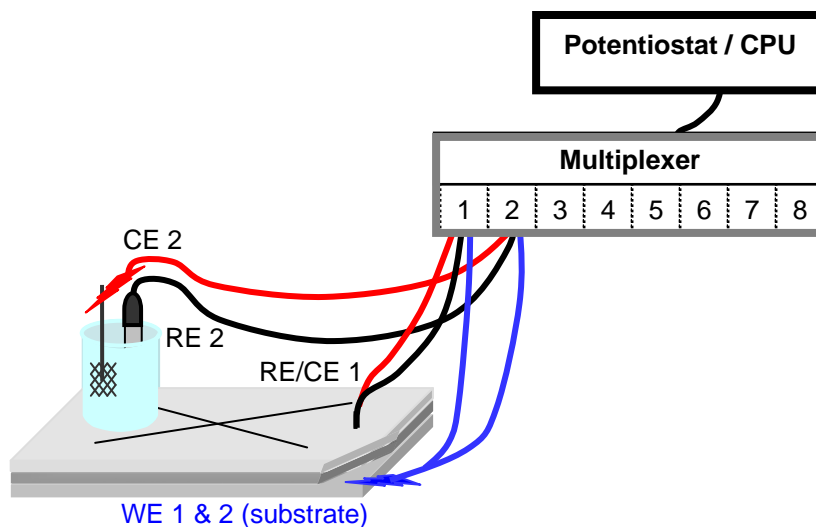 Potentiostat / CPU
Multiplexer
1 2 3 4 5 6 7 8
CE 2
RE 2
RE/CE 1
WE 1 & 2 (substrate)